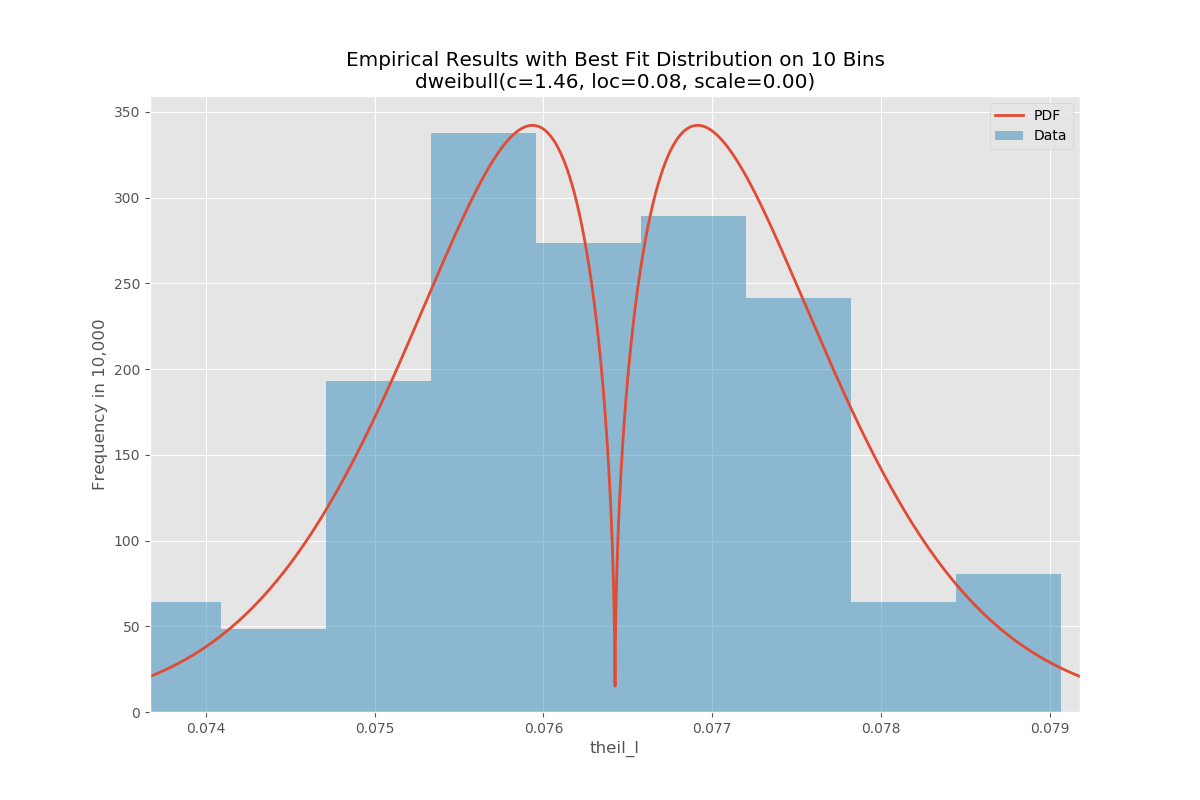 Empirical Results with Best Fit Distribution on 10 Bins
dweibull(c=1.46, loc=0.08, scale=0.00)
PDF
Data
350
300
250
200
150
100
50
0
Frequency in 10,000
0.074 0.075 0.076 0.077 0.078 0.079
theil_l